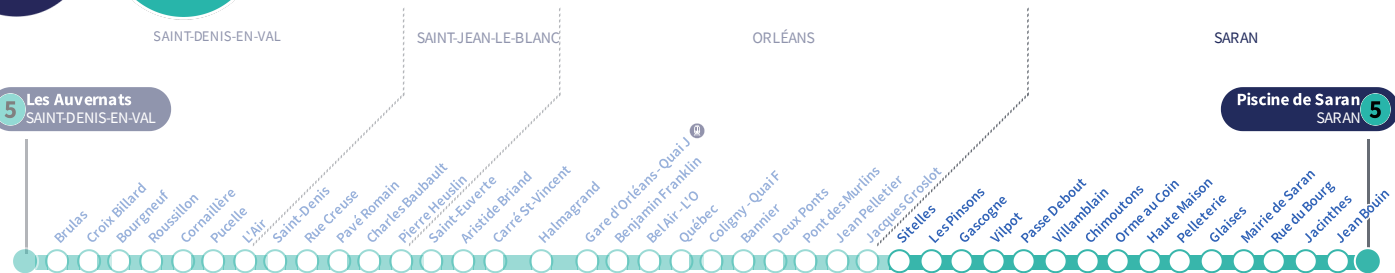 SAINT-DENIS-EN-VAL
SAINT-JEAN-LE-BLANC
ORLÉANS
SARAN
5
Les Auvernats
SAINT-DENIS-EN-VAL
Piscine de Saran
SARAN
5
Brulas
Croix Billard
Bourgneuf
Roussillon
Cornaillère
Pucelle
L'Air
Saint-Denis
Rue Creuse
Pavé Romain
Charles Baubault
Pierre Heuslin
Saint-Euverte
Aristide Briand
Carré St-Vincent
Halmagrand
Gare d'Orléans - Quai J
Benjamin Franklin
Bel Air - L'O
Québec
Coligny - Quai F
Bannier
Deux Ponts
Pont des Murlins
Jean Pelletier
Jacques Groslot
Sitelles
Les Pinsons
Gascogne
Vilpot
Passe Debout
Villamblain
Chimoutons
Orme au Coin
Haute Maison
Pelleterie
Glaises
Mairie de Saran
Rue du Bourg
Jacinthes
Jean Bouin